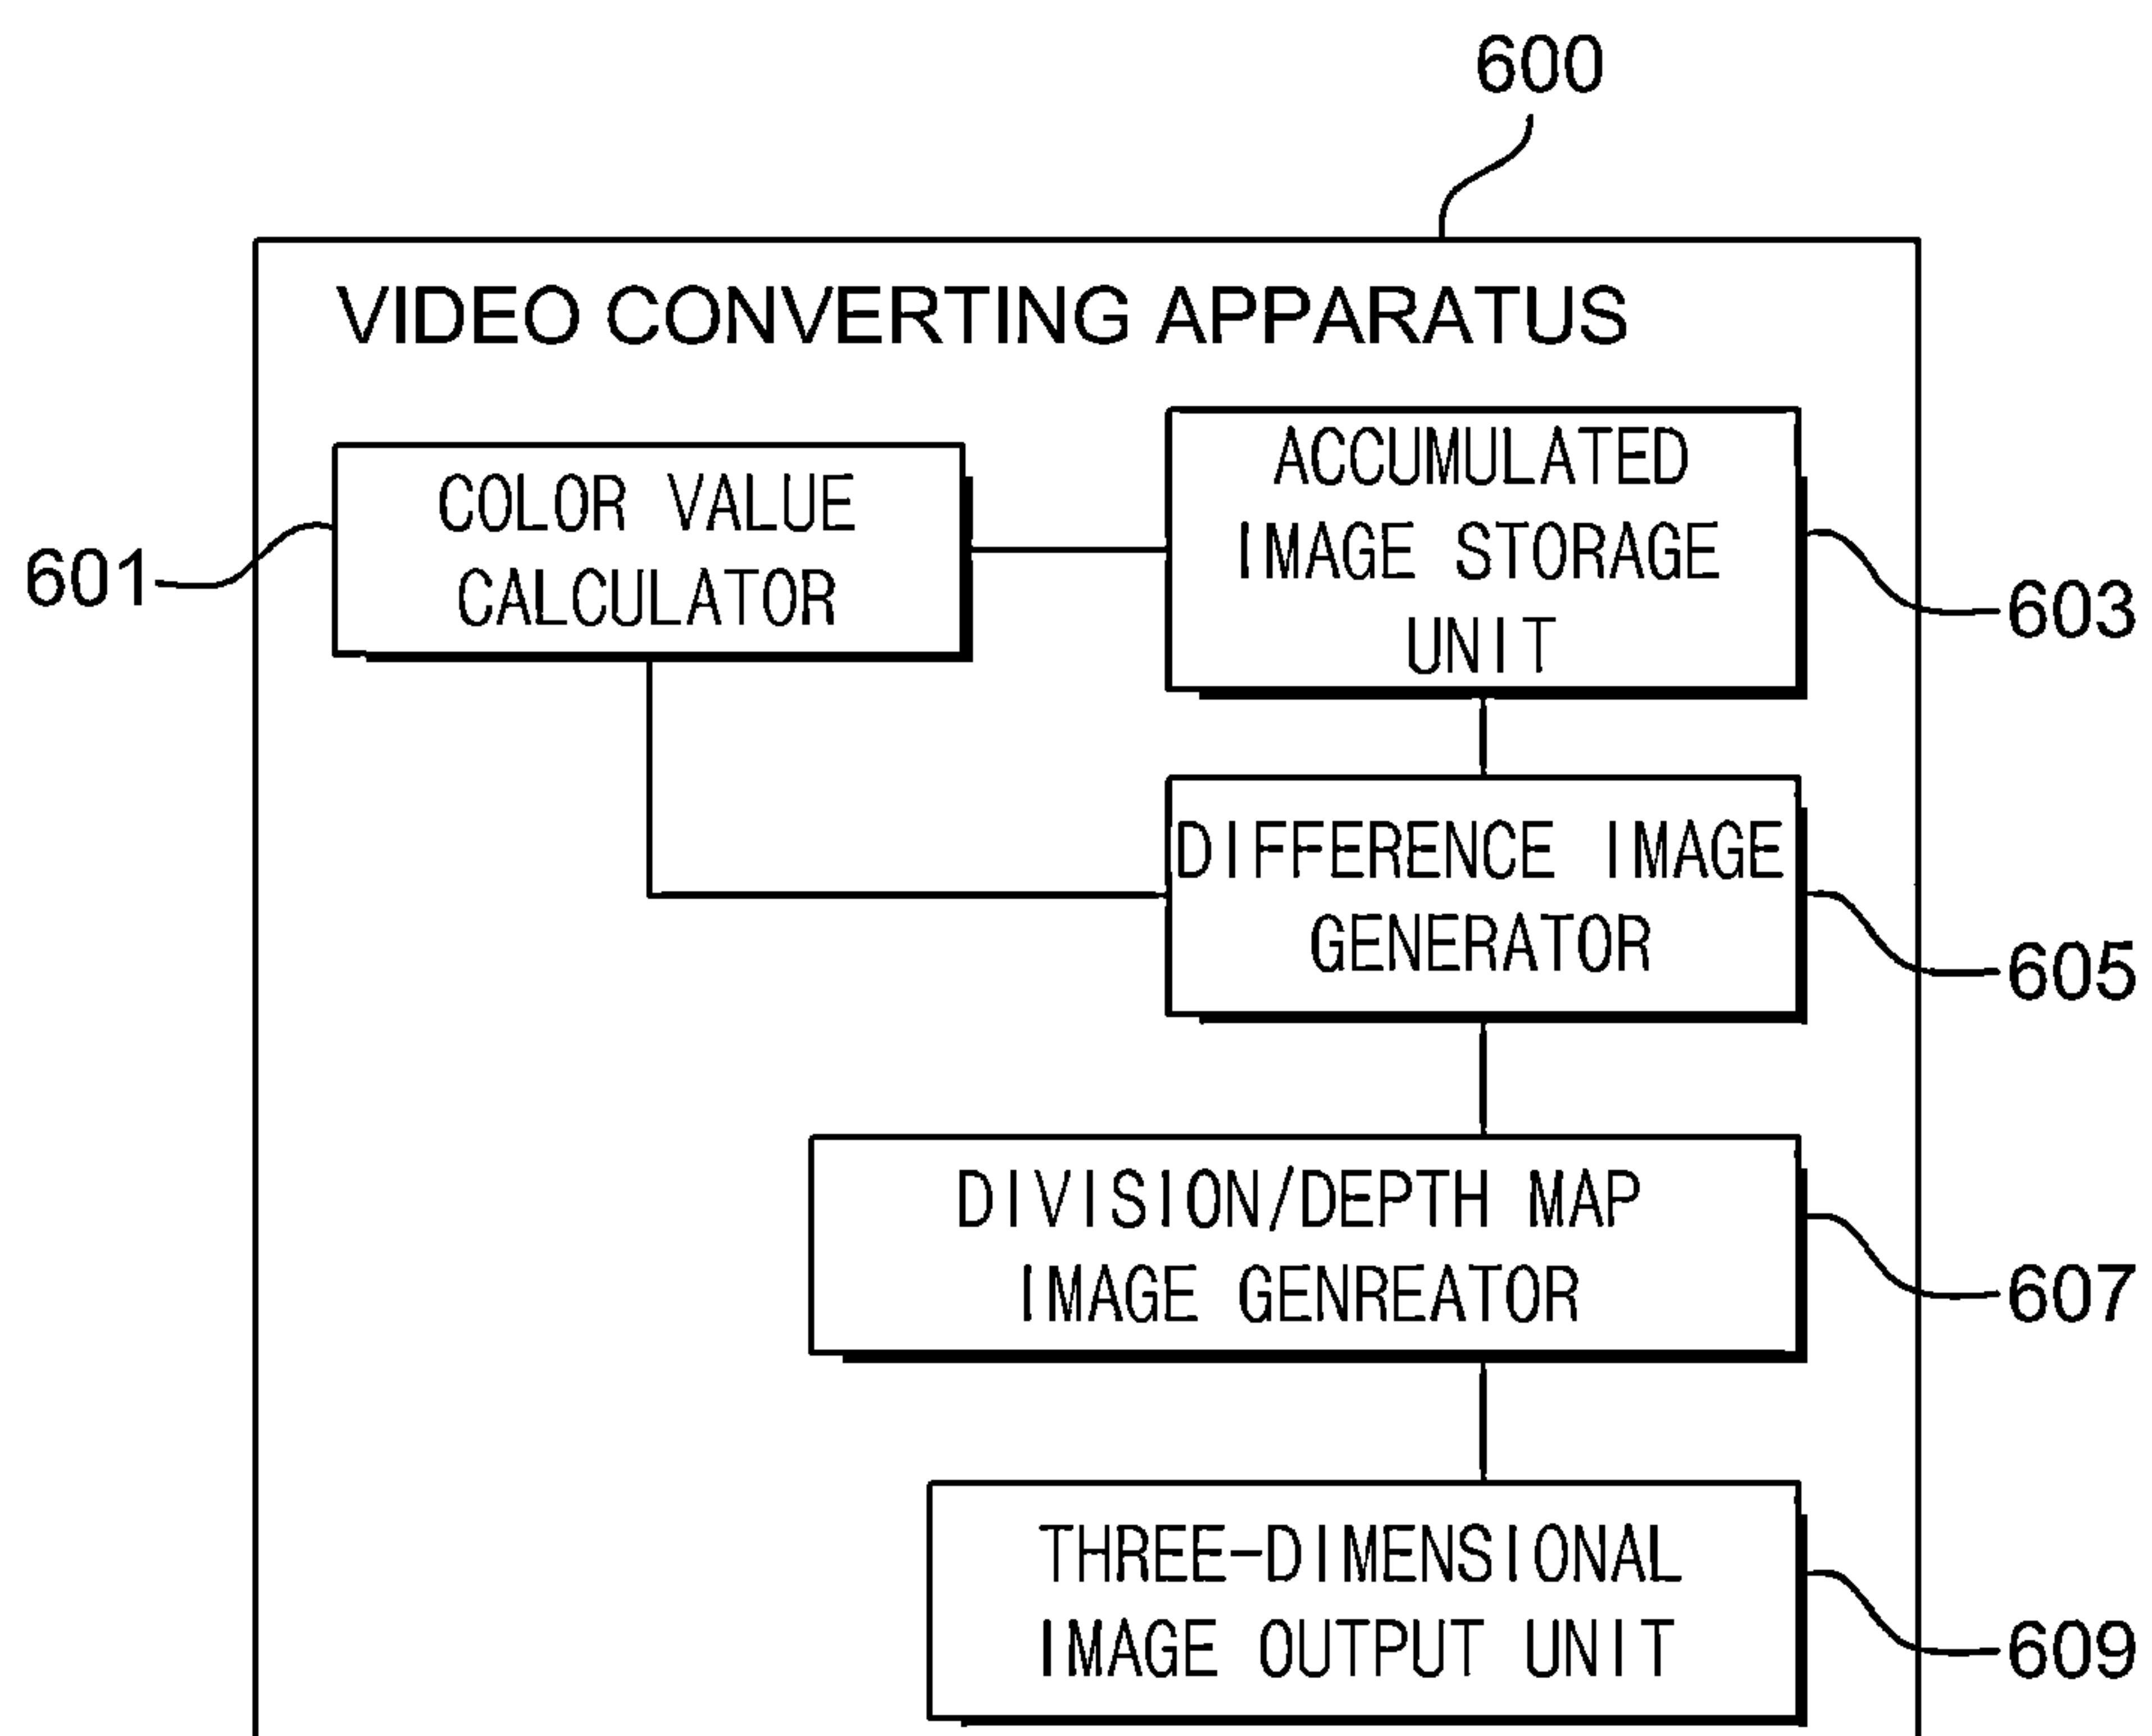 600
VIDEO CONVERTING APPARATUS
COLOR VALUE
CALCULATOR
601
ACCUMULATED
IMAGE STORAGE
UNIT
603
DIFFERENCE IMAGE
GENERATOR
605
DIVISION/DEPTH MAP
IMAGE GENREATOR
607
THREE-DIMENSIONAL
IMAGE OUTPUT UNIT
609